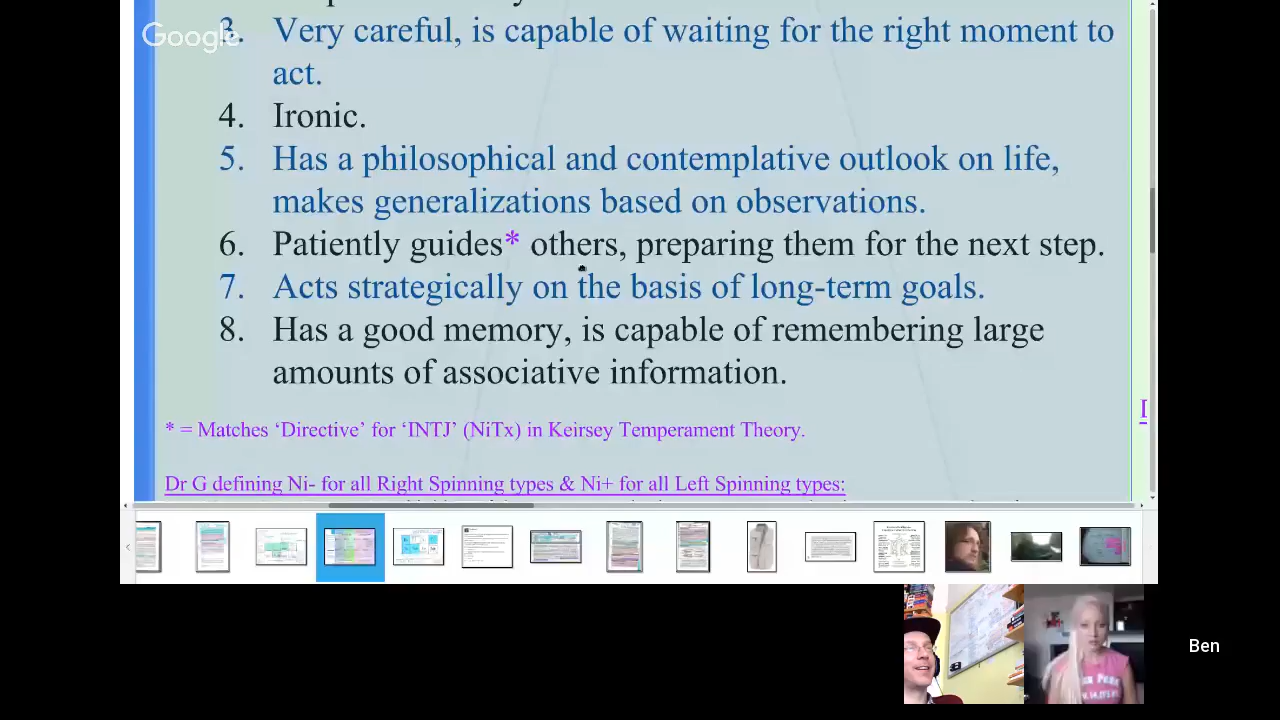 Google
3. Very careful, is capable of waiting for the right moment to
act.
4. Ironic.
5. Has a philosophical and contemplative outlook on life,
makes generalizations based on observations.
6. Patiently guides* others, preparing them for the next step.
7. Acts strategically on the basis of long-term goals.
8. Has a good memory, is capable of remembering large
amounts of associative information.
* = Matches ‘Directive’ for ‘INTJ’ (NiTx) in Keirsey Temperament Theory.
Dr G defining Ni- for all Right Spinning types & Ni+ for all Left Spinning types:
Ben